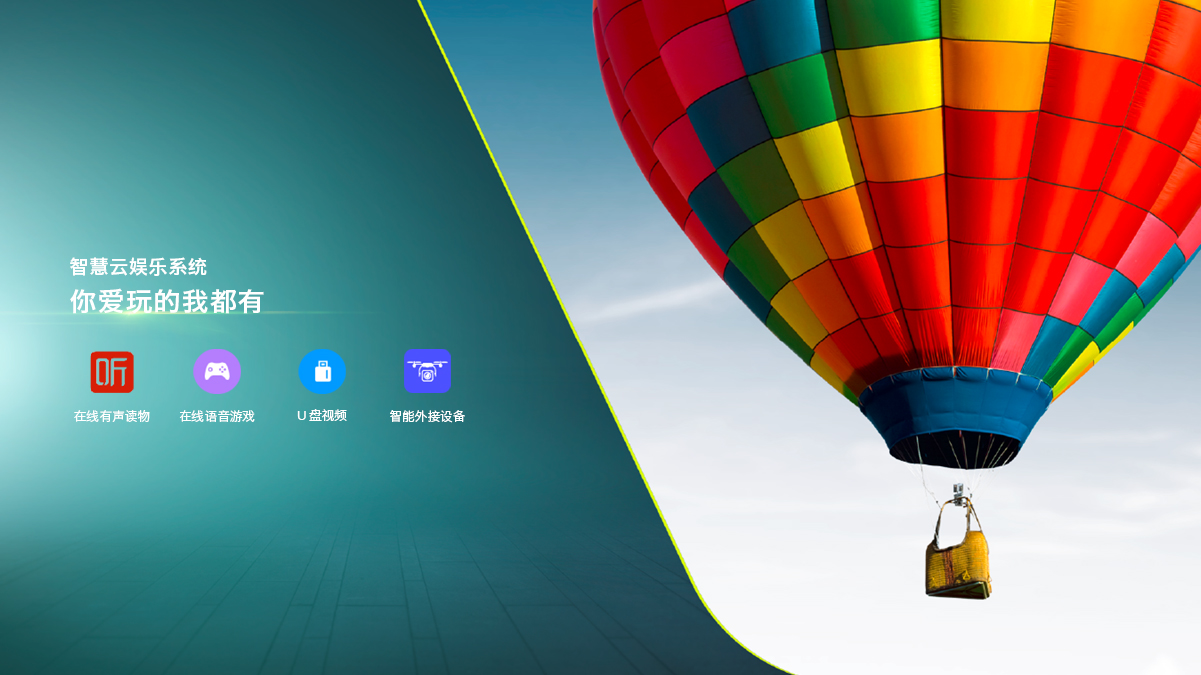 智慧云娱乐系统
你爱玩的我都有
听
在线有声读物
在线语音游戏
U盘视频
智能外接设备